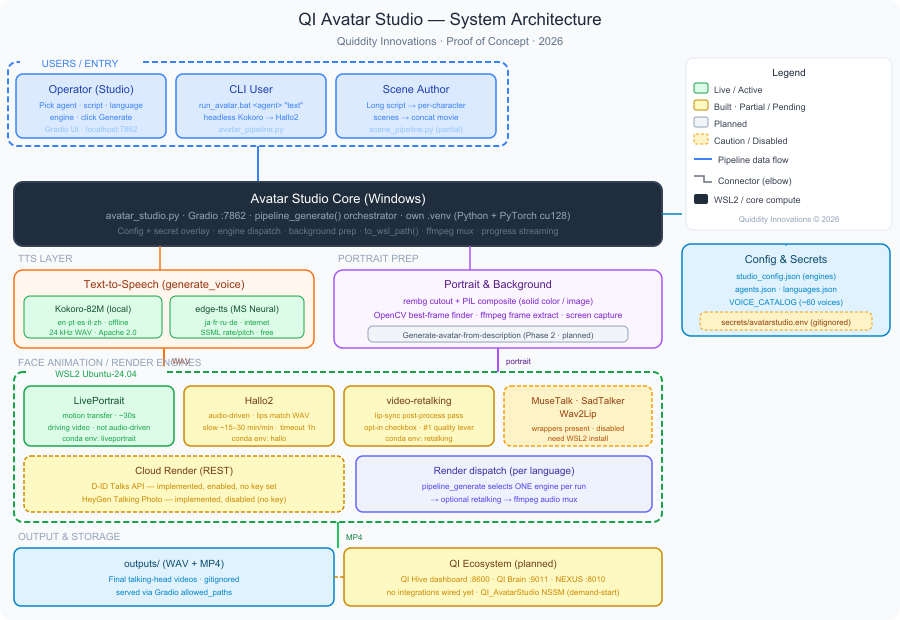 QI Avatar Studio — System Architecture
Quiddity Innovations · Proof of Concept · 2026
USERS / ENTRY
Operator (Studio)
Pick agent · script · language
engine · click Generate
Gradio UI · localhost:7862
CLI User
run_avatar.bat <agent> "text"
headless Kokoro → Hallo2
avatar_pipeline.py
Scene Author
Long script → per-character
scenes → concat movie
scene_pipeline.py (partial)
Legend
Live / Active
Built · Partial / Pending
Planned
Caution / Disabled
Pipeline data flow
Connector (elbow)
WSL2 / core compute
Quiddity Innovations © 2026
Avatar Studio Core (Windows)
avatar_studio.py · Gradio :7862 · pipeline_generate() orchestrator · own .venv (Python + PyTorch cu128)
Config + secret overlay · engine dispatch · background prep · to_wsl_path() · ffmpeg mux · progress streaming
Config & Secrets
studio_config.json (engines)
agents.json · languages.json
VOICE_CATALOG (~60 voices)
secrets/avatarstudio.env (gitignored)
TTS LAYER
Text-to-Speech (generate_voice)
Kokoro-82M (local)
en·pt·es·it·zh · offline
24 kHz WAV · Apache 2.0
edge-tts (MS Neural)
ja·fr·ru·de · internet
SSML rate/pitch · free
PORTRAIT PREP
Portrait & Background
rembg cutout + PIL composite (solid color / image)
OpenCV best-frame finder · ffmpeg frame extract · screen capture
Generate-avatar-from-description (Phase 2 · planned)
WAV
portrait
FACE ANIMATION / RENDER ENGINES
WSL2 Ubuntu-24.04
LivePortrait
motion transfer · ~30s
driving video · not audio-driven
conda env: liveportrait
Hallo2
audio-driven · lips match WAV
slow ~15–30 min/min · timeout 1h
conda env: hallo
video-retalking
lip-sync post-process pass
opt-in checkbox · #1 quality lever
conda env: retalking
MuseTalk · SadTalker
Wav2Lip
wrappers present · disabled
need WSL2 install
Cloud Render (REST)
D-ID Talks API — implemented, enabled, no key set
HeyGen Talking Photo — implemented, disabled (no key)
Render dispatch (per language)
pipeline_generate selects ONE engine per run
→ optional retalking → ffmpeg audio mux
MP4
OUTPUT & STORAGE
outputs/ (WAV + MP4)
Final talking-head videos · gitignored
served via Gradio allowed_paths
QI Ecosystem (planned)
QI Hive dashboard :8600 · QI Brain :9011 · NEXUS :8010
no integrations wired yet · QI_AvatarStudio NSSM (demand-start)